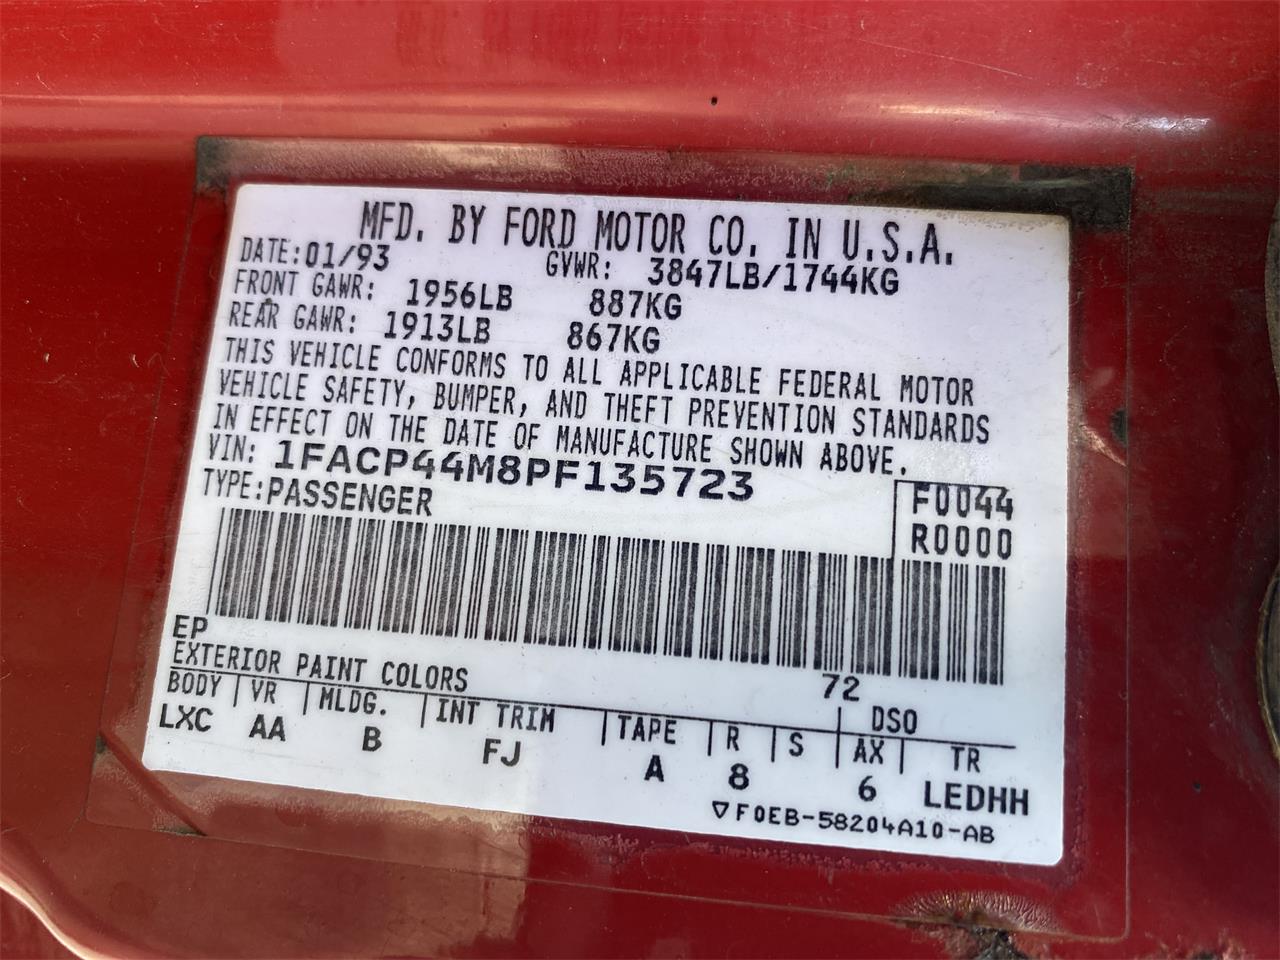 MFD. BY FORD MOTOR CO. IN U.S.A.
DATE: 01/93 GVWR: 3847LB/1744KG
FRONT GAWR: 1956LB 887KG
REAR GAWR: 1913LB 867KG
THIS VEHICLE CONFORMS TO ALL APPLICABLE FEDERAL MOTOR
VEHICLE SAFETY, BUMPER, AND THEFT PREVENTION STANDARDS
IN EFFECT ON THE DATE OF MANUFACTURE SHOWN ABOVE.
VIN: 1FACP44M8PF135723
TYPE: PASSENGER F0044
R0000
EP
EXTERIOR PAINT COLORS 72 DSO
BODY VR MLDG. INT TRIM TAPE R S AX TR
LXC AA B FJ A 8 6 LEDHH
▽F0EB-58204A10-AB